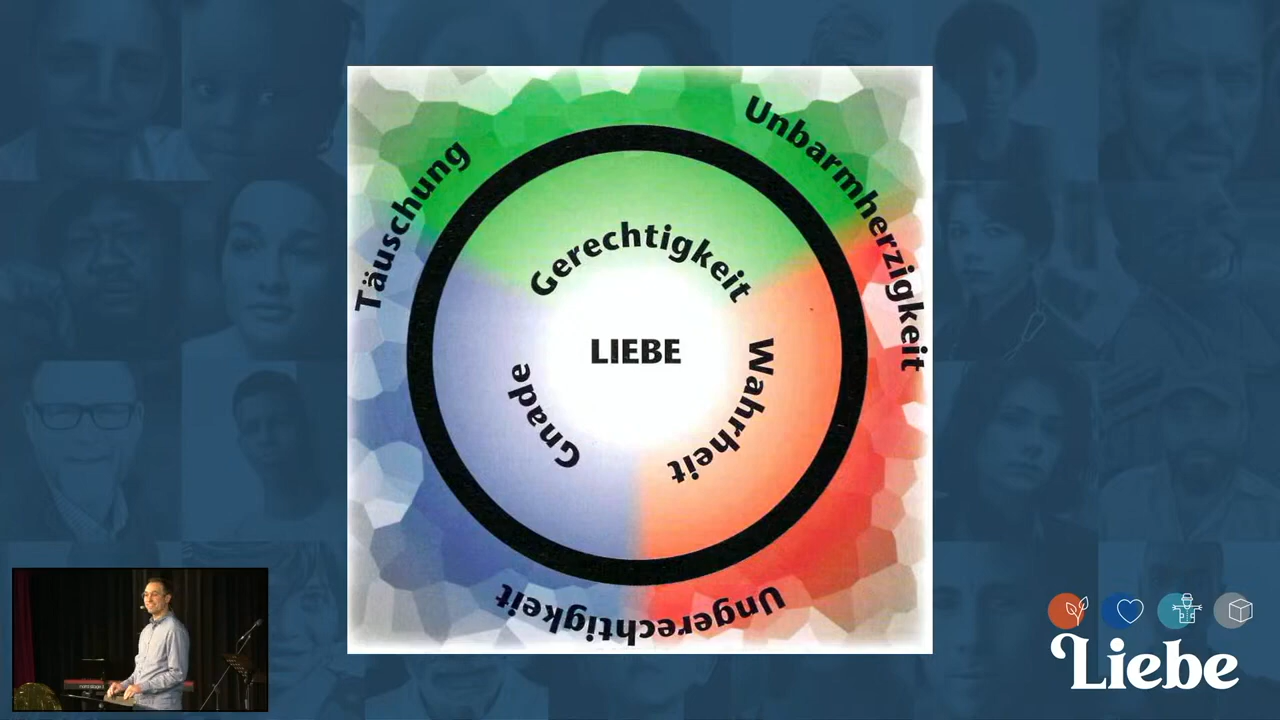 Täuschung
Unbarmherzigkeit
Gerechtigkeit
LIEBE
Gnade
Wahrheit
Ungerechtigkeit
Liebe